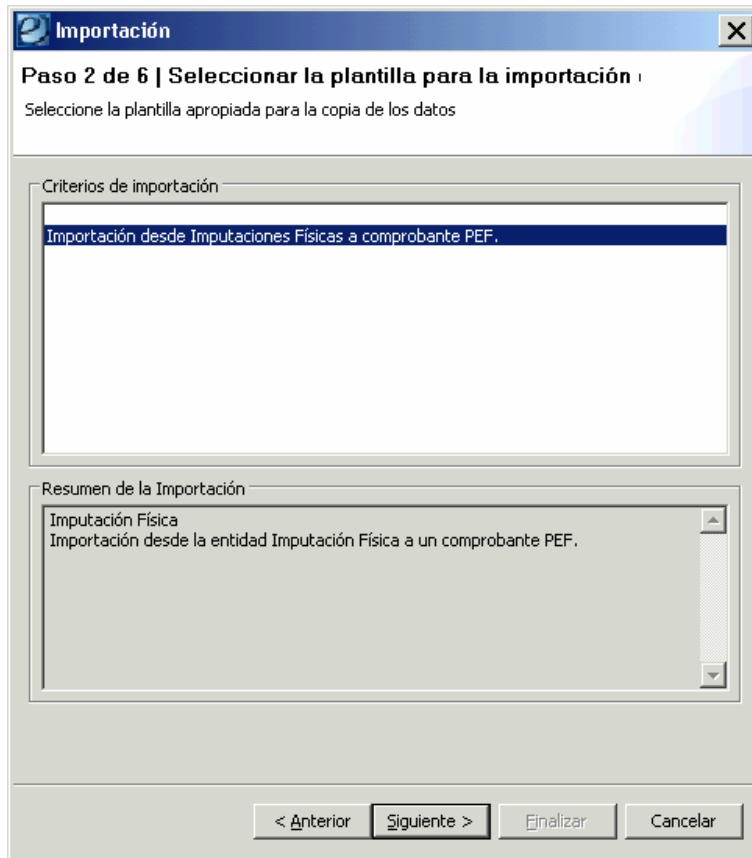 Importación
Paso 2 de 6 | Seleccionar la plantilla para la importación
Seleccione la plantilla apropiada para la copia de los datos
Criterios de importación
Importación desde Imputaciones Físicas a comprobante PEF.
Resumen de la Importación
Imputación Física
Importación desde la entidad Imputación Física a un comprobante PEF.
< Anterior
Siguiente >
Finalizar
Cancelar